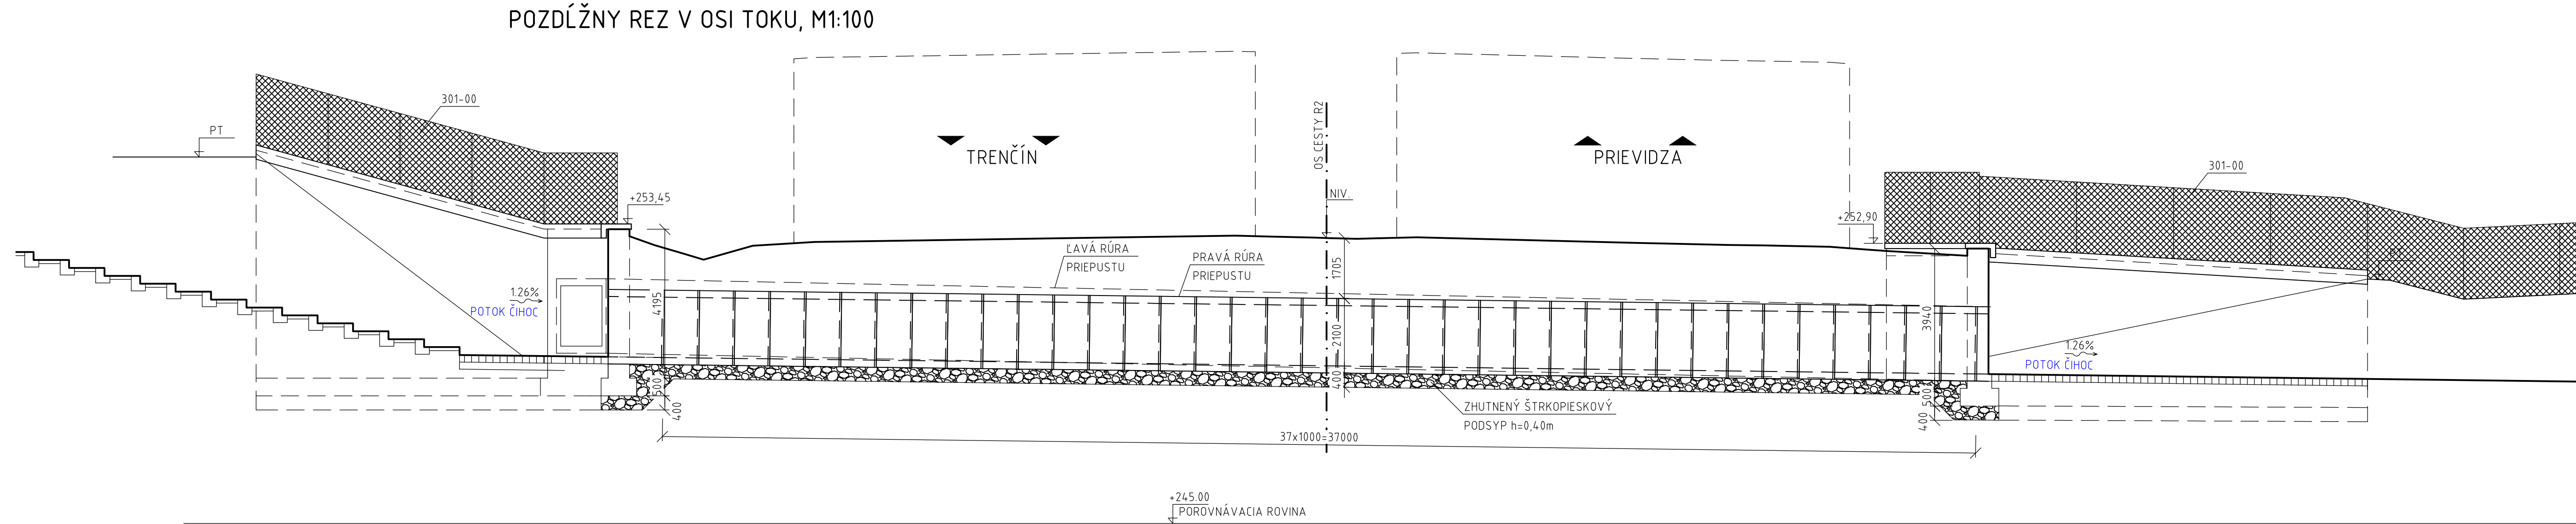 POZDĹŽNY REZ V OSI TOKU, M1:100
301-00
PT
TRENČÍN
OS CESTY R2
PRIEVIDZA
301-00
NIV.
+253,45
+252,90
ĽAVÁ RÚRA
PRIEPUSTU
PRAVÁ RÚRA
PRIEPUSTU
1705
1.26%
POTOK ČIHOC
4195
2100
3940
1.26%
POTOK ČIHOC
500
400
400
500
400
ZHUTNENÝ ŠTRKOPIESKOVÝ
PODSYP h=0,40m
37x1000=37000
+245.00
POROVNÁVACIA ROVINA